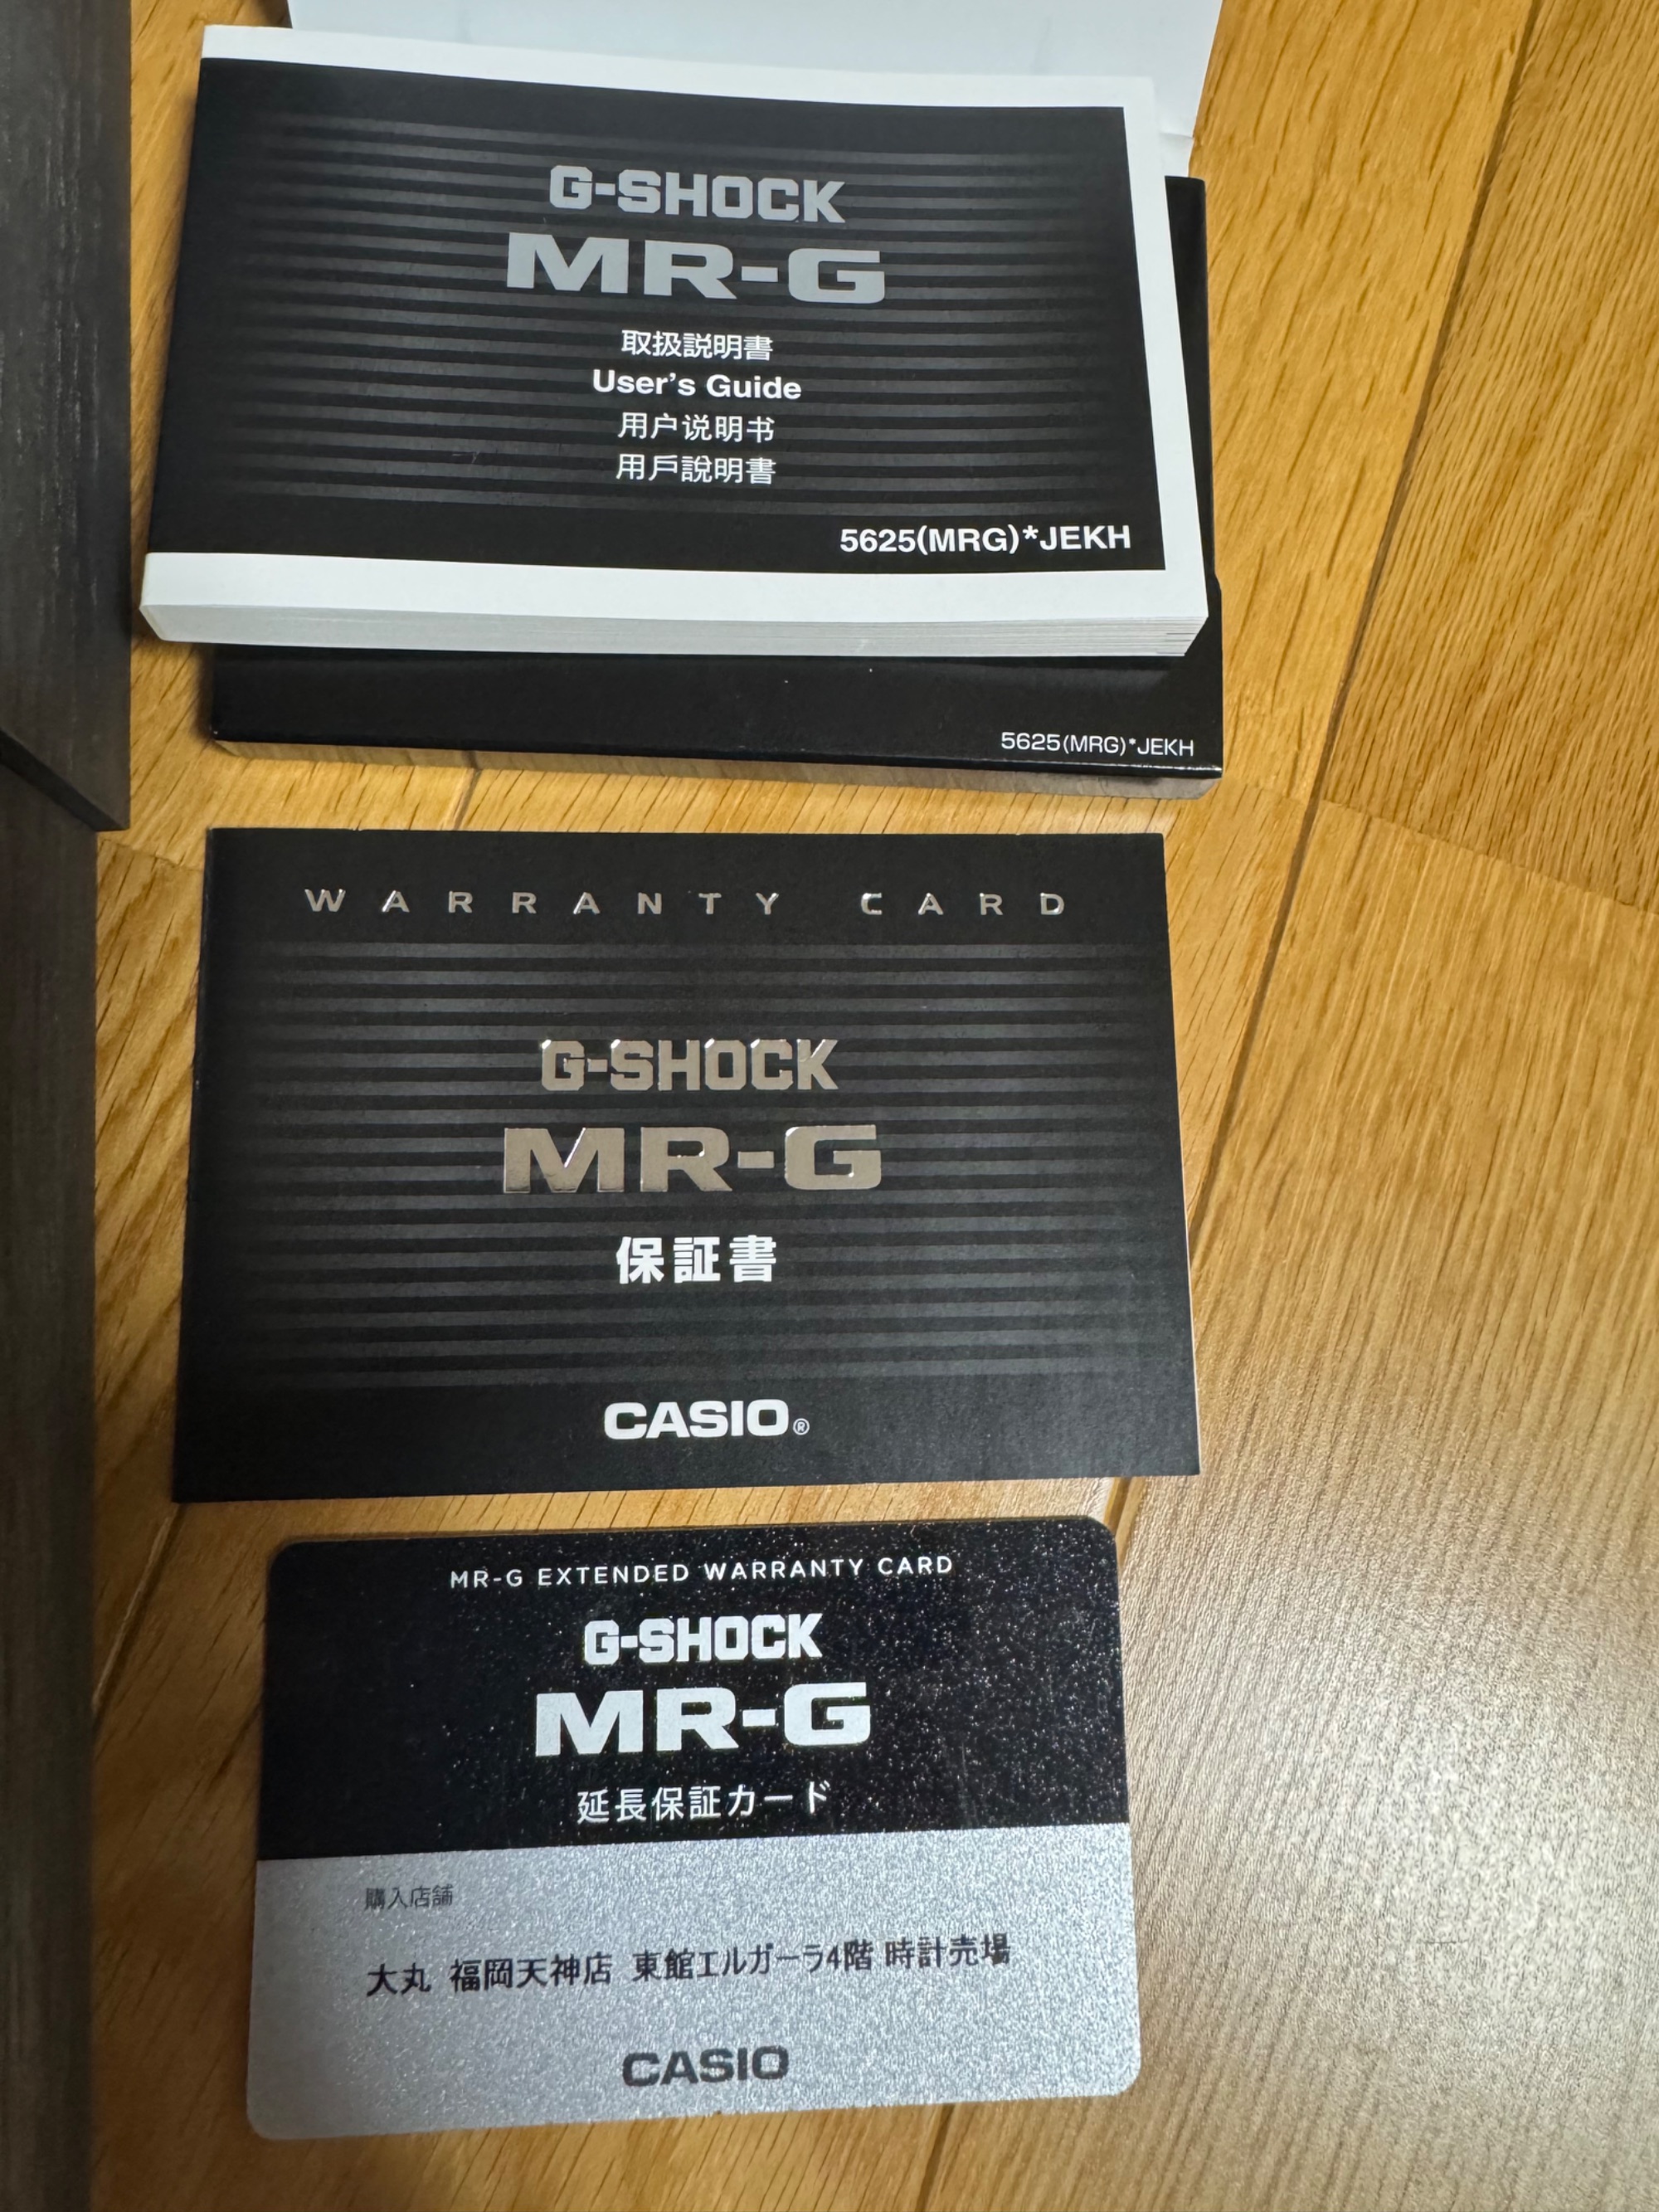 G-SHOCK
MR-G
取扱説明書
User's Guide
用户说明书
用戶說明書
5625(MRG)*JEKH
5625(MRG)*JEKH
WARRANTY CARD
G-SHOCK
MR-G
保証書
CASIO®
MR-G EXTENDED WARRANTY CARD
G-SHOCK
MR-G
延長保証カード
購入店舗
大丸 福岡天神店 東館エルガーラ4階 時計売場
CASIO